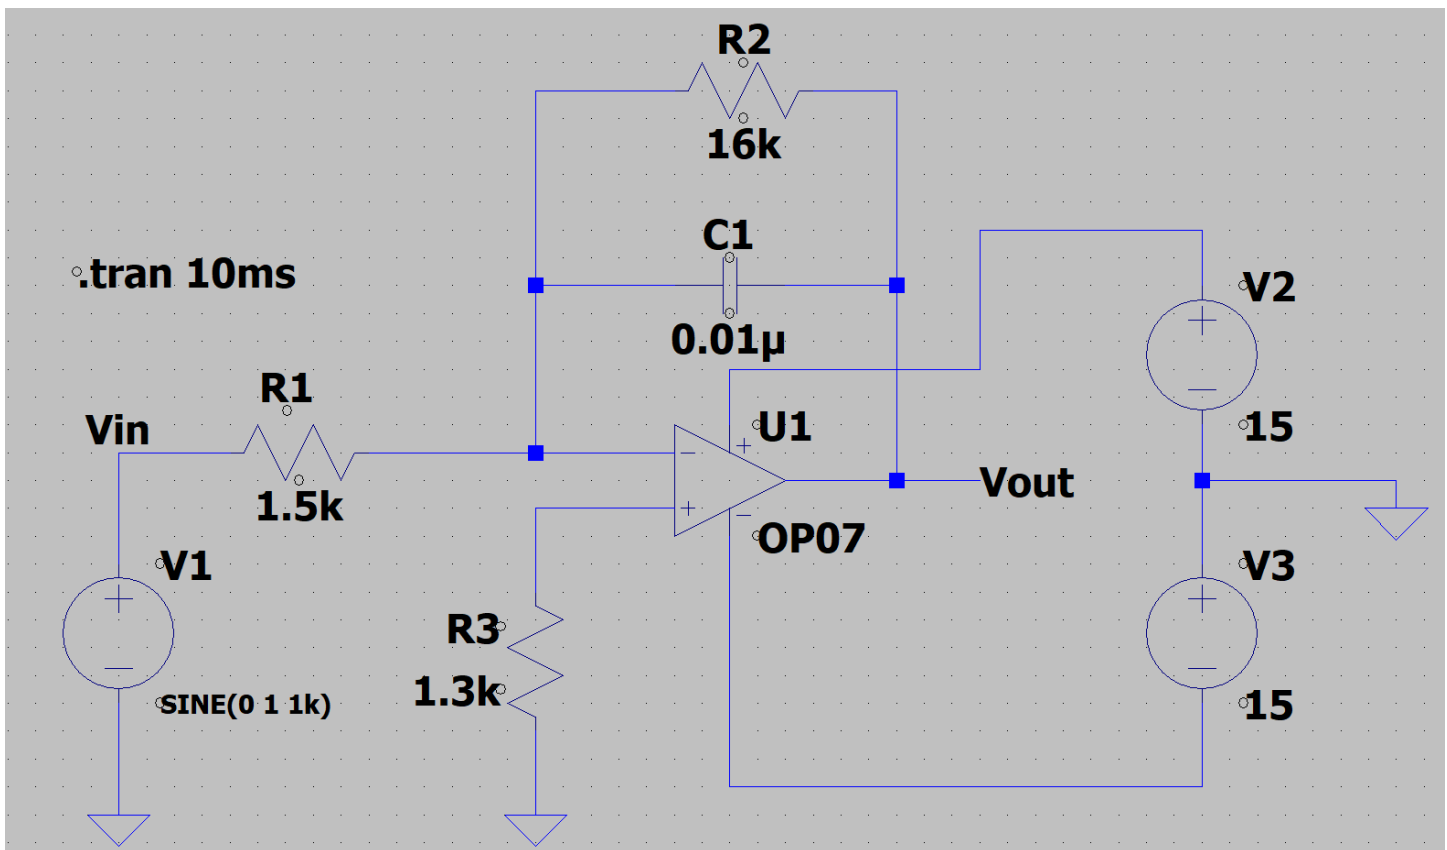 R2
16k
C1
0.01µ
.tran 10ms
V2
R1
Vin
1.5k
U1
15
Vout
OP07
V1
V3
R3
1.3k
SINE(0 1 1k)
15